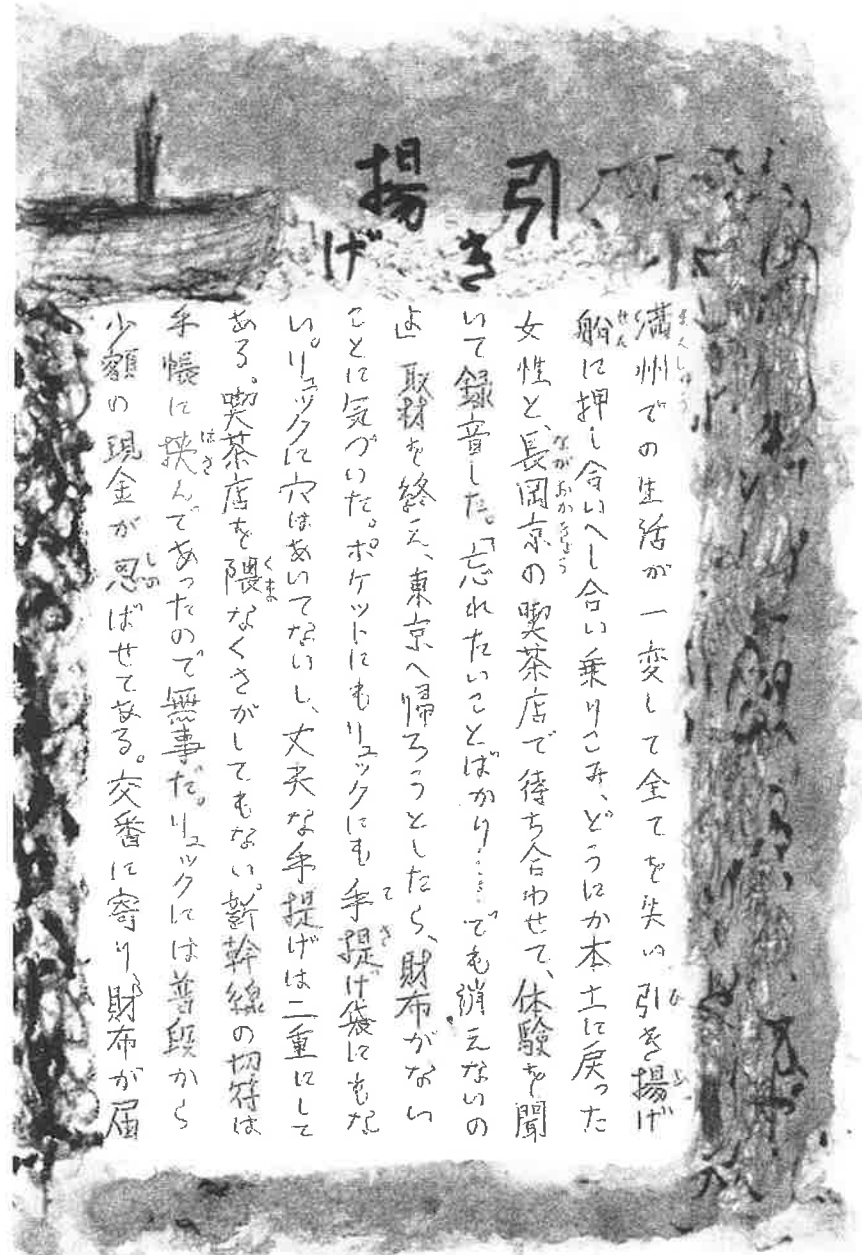 引き揚げ
満州での生活が一変して全てを失い引き揚げ
船に押し合いへし合い乗りこみ、どうにか本土に戻った
女性と、長岡京の喫茶店で待ち合わせて、体験を聞
いて録音した。「忘れたいことばかり……でも消えないの
よ」取材を終え、東京へ帰ろうとしたら、財布がない
ことに気づいた。ポケットにもリュックにも手提げ袋にもな
い。リュックに穴はあいてないし、丈夫な手提げは二重にして
ある。喫茶店を隈なくさがしてもない。新幹線の切符は
手帳に挟んであったので無事だ。リュックには普段から
少額の現金が忍ばせてある。交番に寄り、財布が届